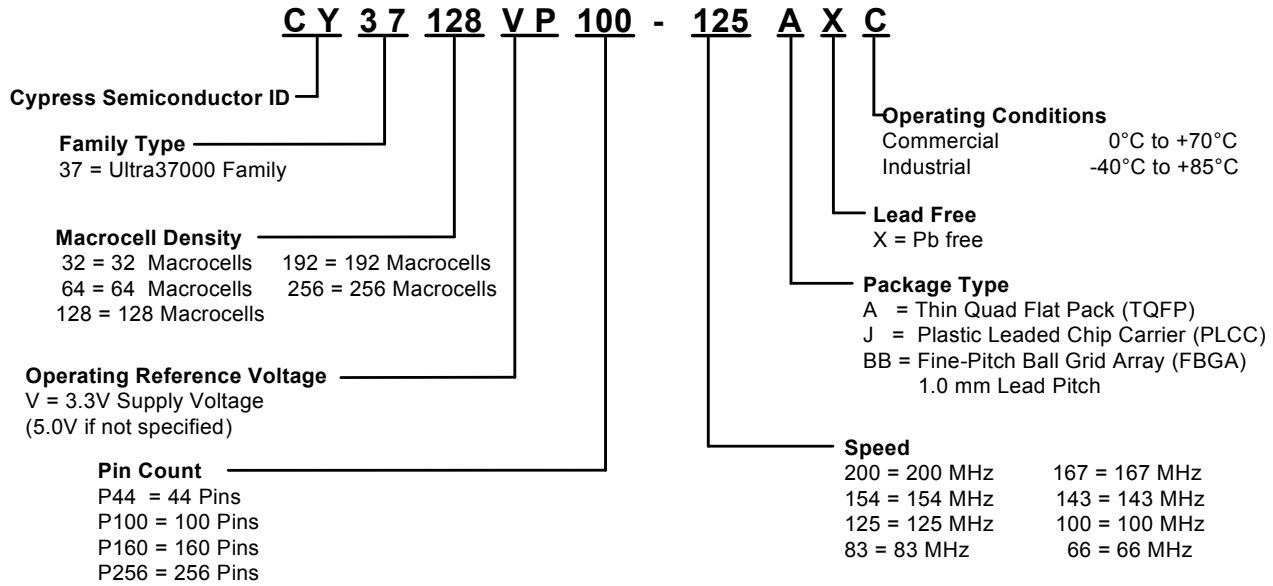 CY 37 128 VP 100 - 125 A X C
Cypress Semiconductor ID
Family Type
37 = Ultra37000 Family
Macrocell Density
32 = 32 Macrocells 192 = 192 Macrocells
64 = 64 Macrocells 256 = 256 Macrocells
128 = 128 Macrocells
Operating Reference Voltage
V = 3.3V Supply Voltage
(5.0V if not specified)
Pin Count
P44 = 44 Pins
P100 = 100 Pins
P160 = 160 Pins
P256 = 256 Pins
Operating Conditions
Commercial 0°C to +70°C
Industrial -40°C to +85°C
Lead Free
X = Pb free
Package Type
A = Thin Quad Flat Pack (TQFP)
J = Plastic Leaded Chip Carrier (PLCC)
BB = Fine-Pitch Ball Grid Array (FBGA)
1.0 mm Lead Pitch
Speed
200 = 200 MHz 167 = 167 MHz
154 = 154 MHz 143 = 143 MHz
125 = 125 MHz 100 = 100 MHz
83 = 83 MHz 66 = 66 MHz